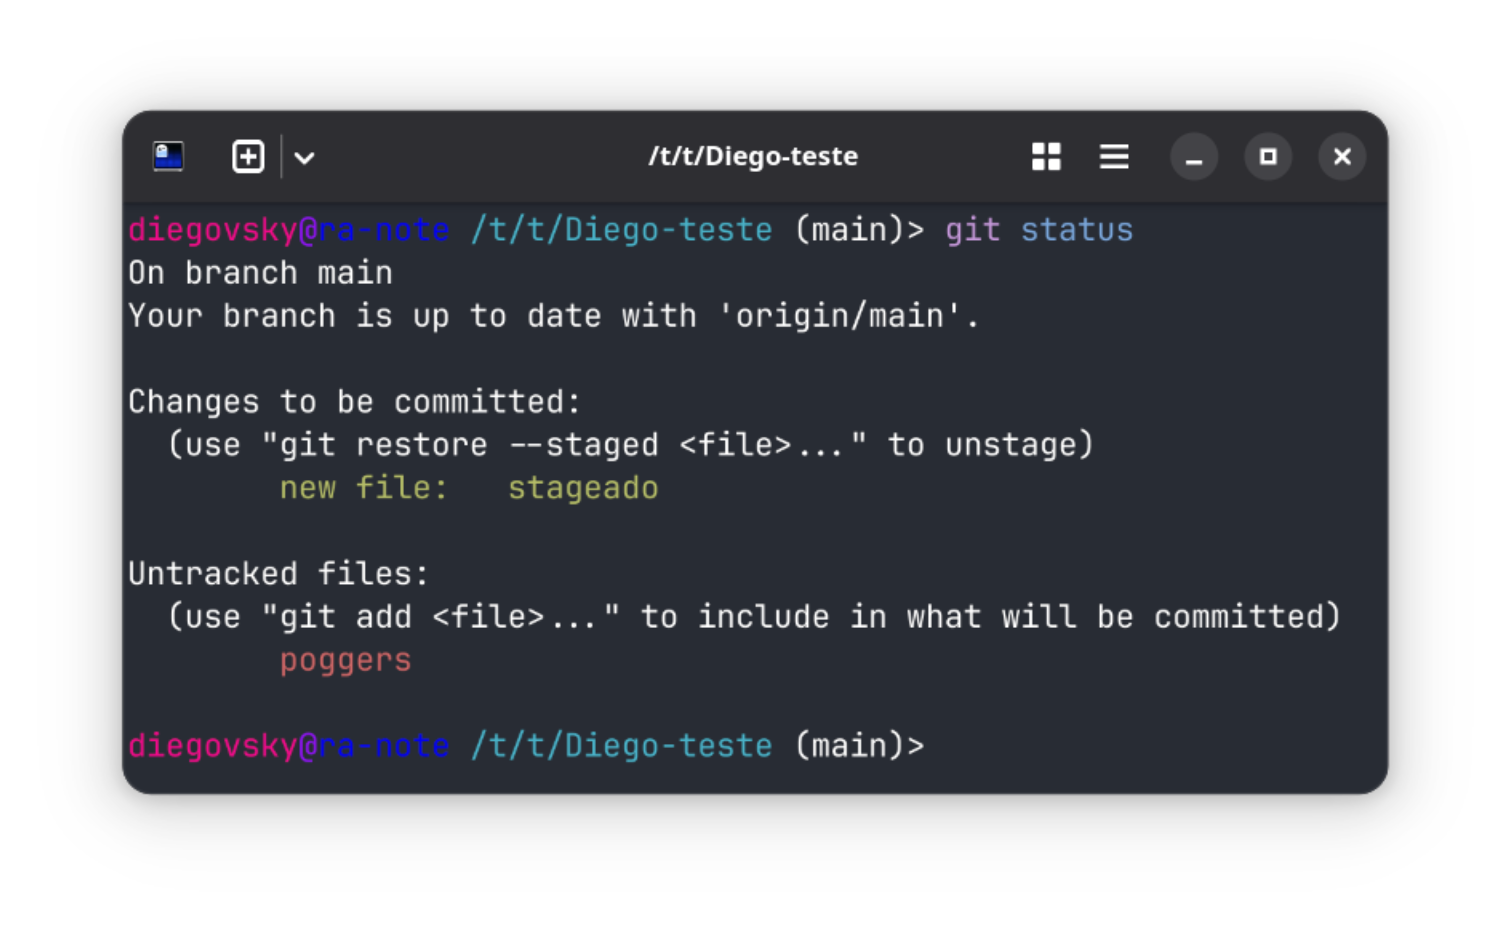 /t/t/Diego-teste
diegovsky@ra-note /t/t/Diego-teste (main)> git status
On branch main
Your branch is up to date with 'origin/main'.
Changes to be committed:
  (use "git restore --staged <file>..." to unstage)
        new file:   stageado
Untracked files:
  (use "git add <file>..." to include in what will be committed)
        poggers
diegovsky@ra-note /t/t/Diego-teste (main)>